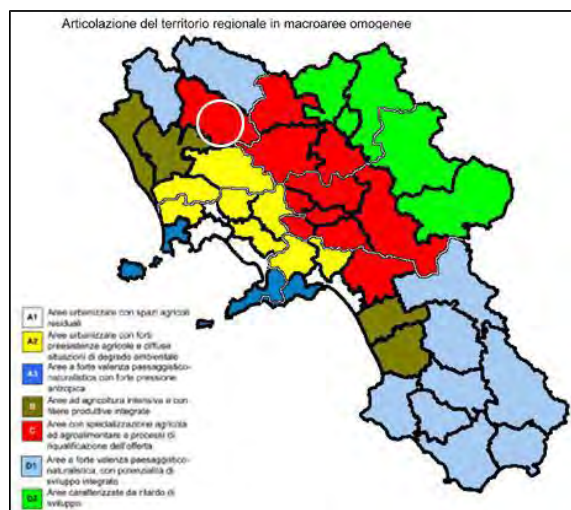 Articolazione del territorio regionale in macroaree omogenee
A1
Aree urbanizzate con spazi agricoli
residuali
A2
Aree urbanizzate con forti
preesistenze agricole e diffuse
situazioni di degrado ambientale
A3
Aree a forte valenza paesaggistico-
naturalistica con forte pressione
antropica
B
Aree ad agricoltura intensiva e con
filiere produttive integrate
C
Aree con specializzazione agricola
ed agroalimentare e processi di
riqualificazione dell'offerta
D1
Aree a forte valenza paesaggistico-
naturalistica, con potenzialità di
sviluppo integrato
D2
Aree caratterizzate da ritardo di
sviluppo